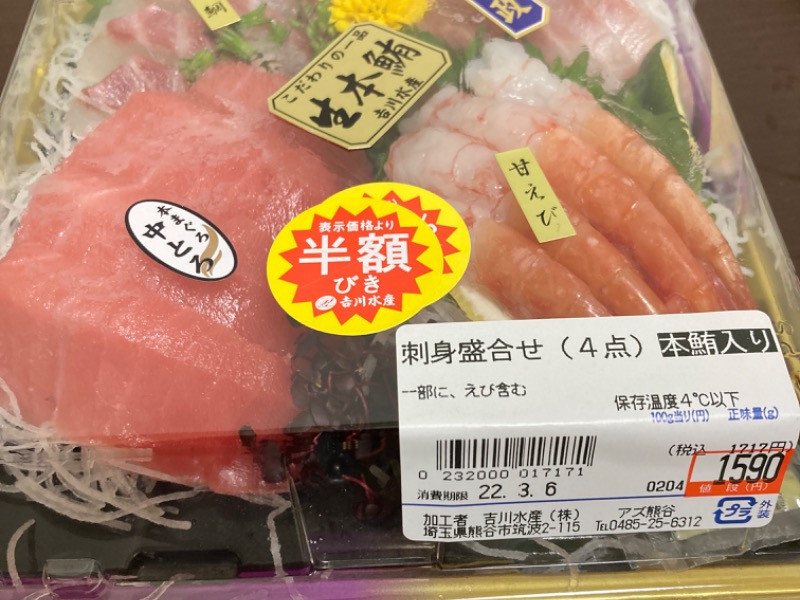 鯛
政
こだわりの一品
生本鮪
吉川水産
甘えび
本まぐろ
中とろ
表示価格より
半額
びき
吉川水産
刺身盛合せ(4点)本鮪入り
一部に、えび含む
保存温度4℃以下
100g当り(円) 正味量(g)
(税込 1717円)
0 232000 017171
0204
1590
値段(円)
消費期限 22. 3. 6
加工者 吉川水産(株) アズ熊谷
埼玉県熊谷市筑波2-115 TEL0485-25-6312
プラ
外装